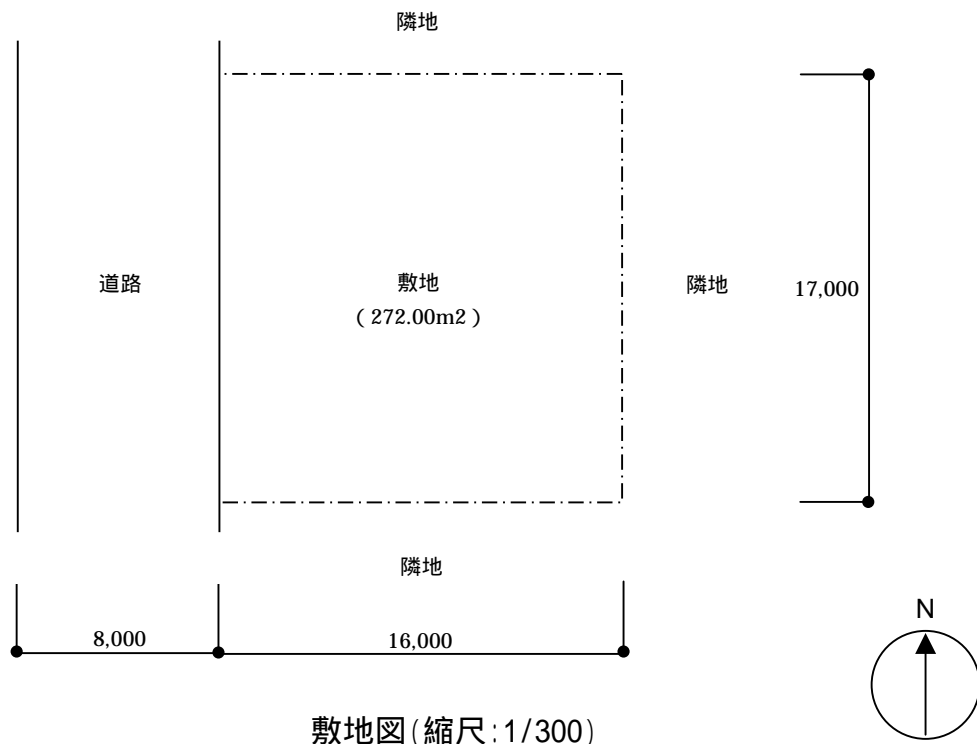 隣地
道路
敷地
(272.00m2)
隣地
17,000
隣地
8,000
16,000
N
敷地図(縮尺:1/300)